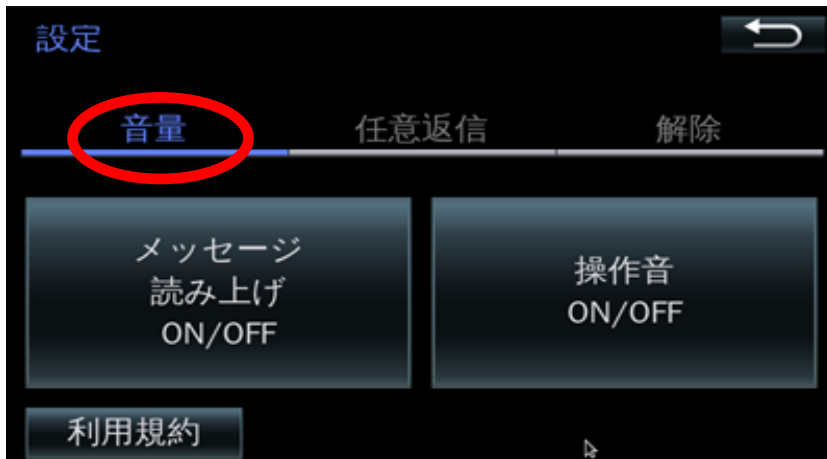 設定
音量
任意返信
解除
メッセージ
読み上げ
ON/OFF
操作音
ON/OFF
利用規約